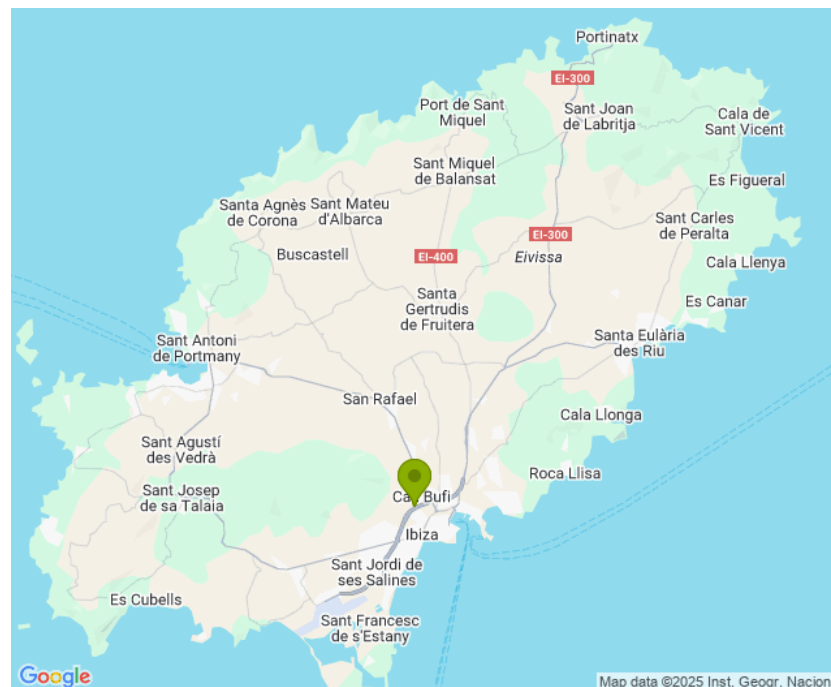 Portinatx
EI-300
Port de Sant
Miquel
Sant Joan
de Labritja
Cala de
Sant Vicent
Sant Miquel
de Balansat
Es Figueral
Santa Agnès
de Corona
Sant Mateu
d'Albarca
Sant Carles
de Peralta
EI-300
Buscastell
EI-400
Eivissa
Cala Llenya
Santa
Gertrudis
de Fruitera
Es Canar
Sant Antoni
de Portmany
Santa Eulària
des Riu
San Rafael
Cala Llonga
Sant Agustí
des Vedrà
Roca Llisa
Sant Josep
de sa Talaia
Bufi
Ibiza
Sant Jordi de
ses Salines
Es Cubells
Sant Francesc
de s'Estany
Google
Map data ©2025 Inst. Geogr. Nacion